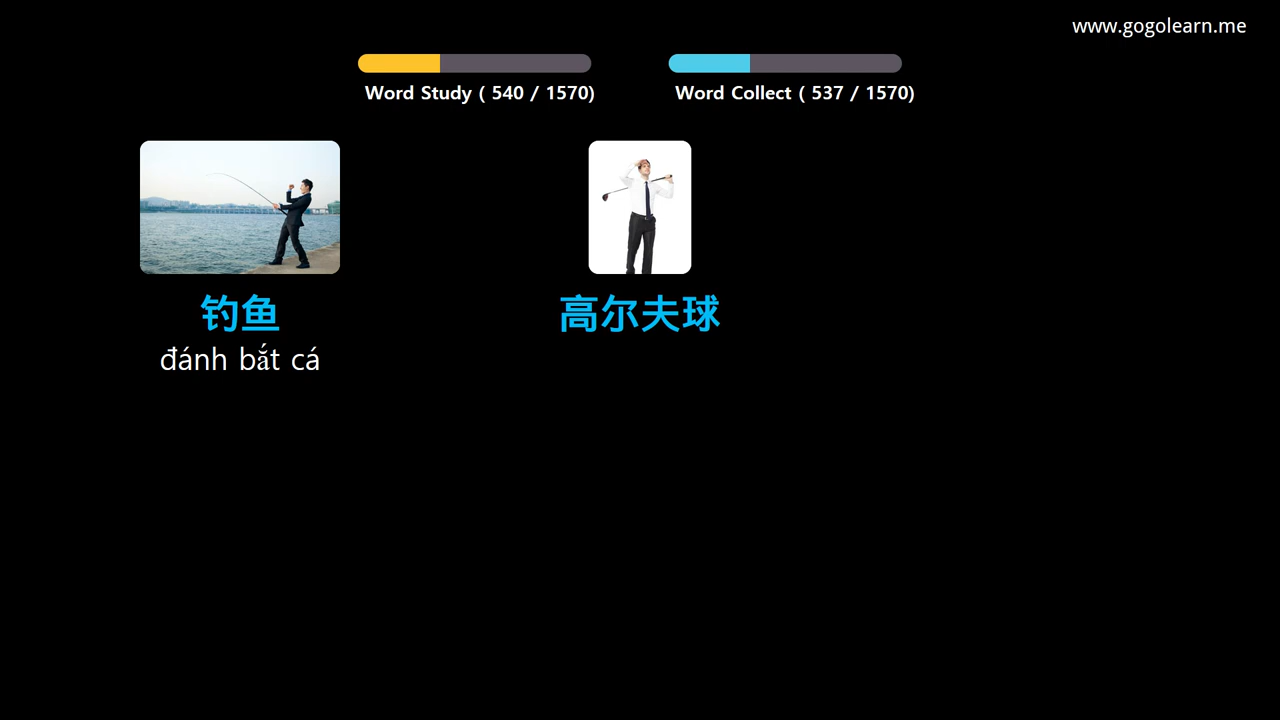 www.gogolearn.me
Word Study ( 540 / 1570)
Word Collect ( 537 / 1570)
钓鱼
高尔夫球
đánh bắt cá